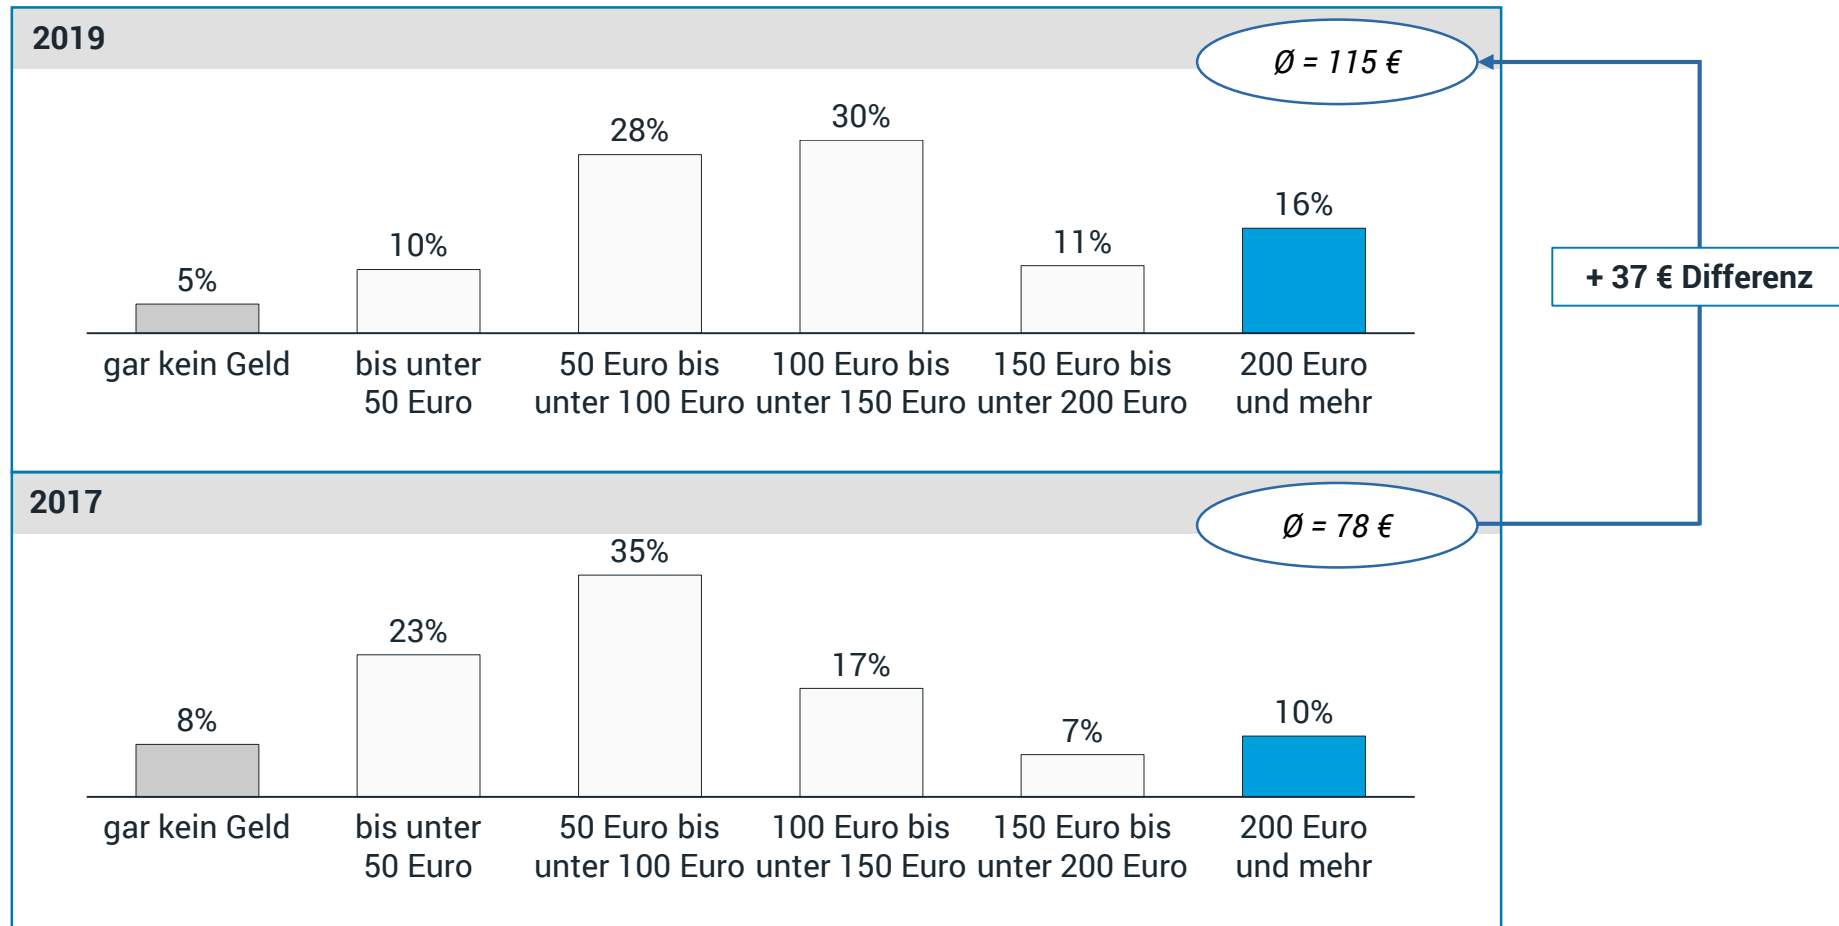 2019
Ø = 115 €
5%
10%
28%
30%
11%
16%
gar kein Geld
bis unter
50 Euro
50 Euro bis
unter 100 Euro
100 Euro bis
unter 150 Euro
150 Euro bis
unter 200 Euro
200 Euro
und mehr
+ 37 € Differenz
2017
Ø = 78 €
8%
23%
35%
17%
7%
10%
gar kein Geld
bis unter
50 Euro
50 Euro bis
unter 100 Euro
100 Euro bis
unter 150 Euro
150 Euro bis
unter 200 Euro
200 Euro
und mehr